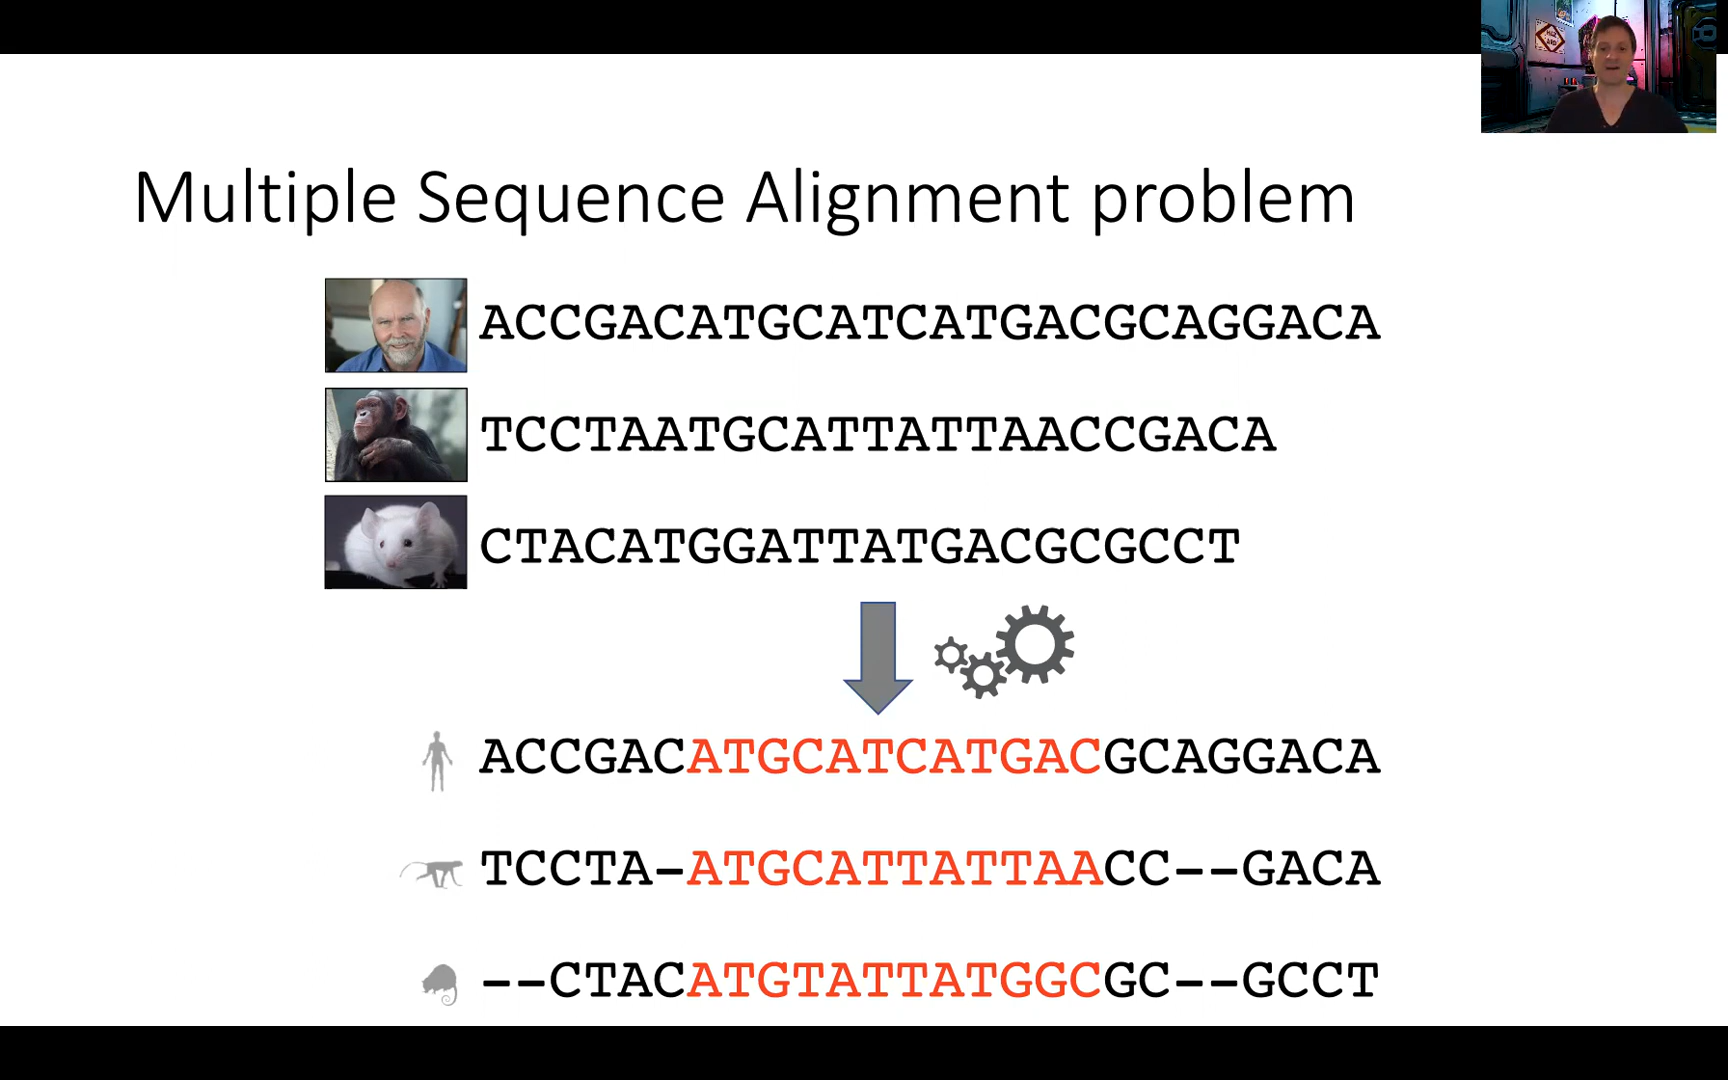 Multiple Sequence Alignment problem
ACCGACATGCATCATGACGCAGGACA
TCCTAATGCATTATTAACCGACA
CTACATGGATTATGACGCGCCT
ACCGACATGCATCATGACGCAGGACA
TCCTA–ATGCATTATTAACC––GACA
––CTACATGTATTATGGCGC––GCCT